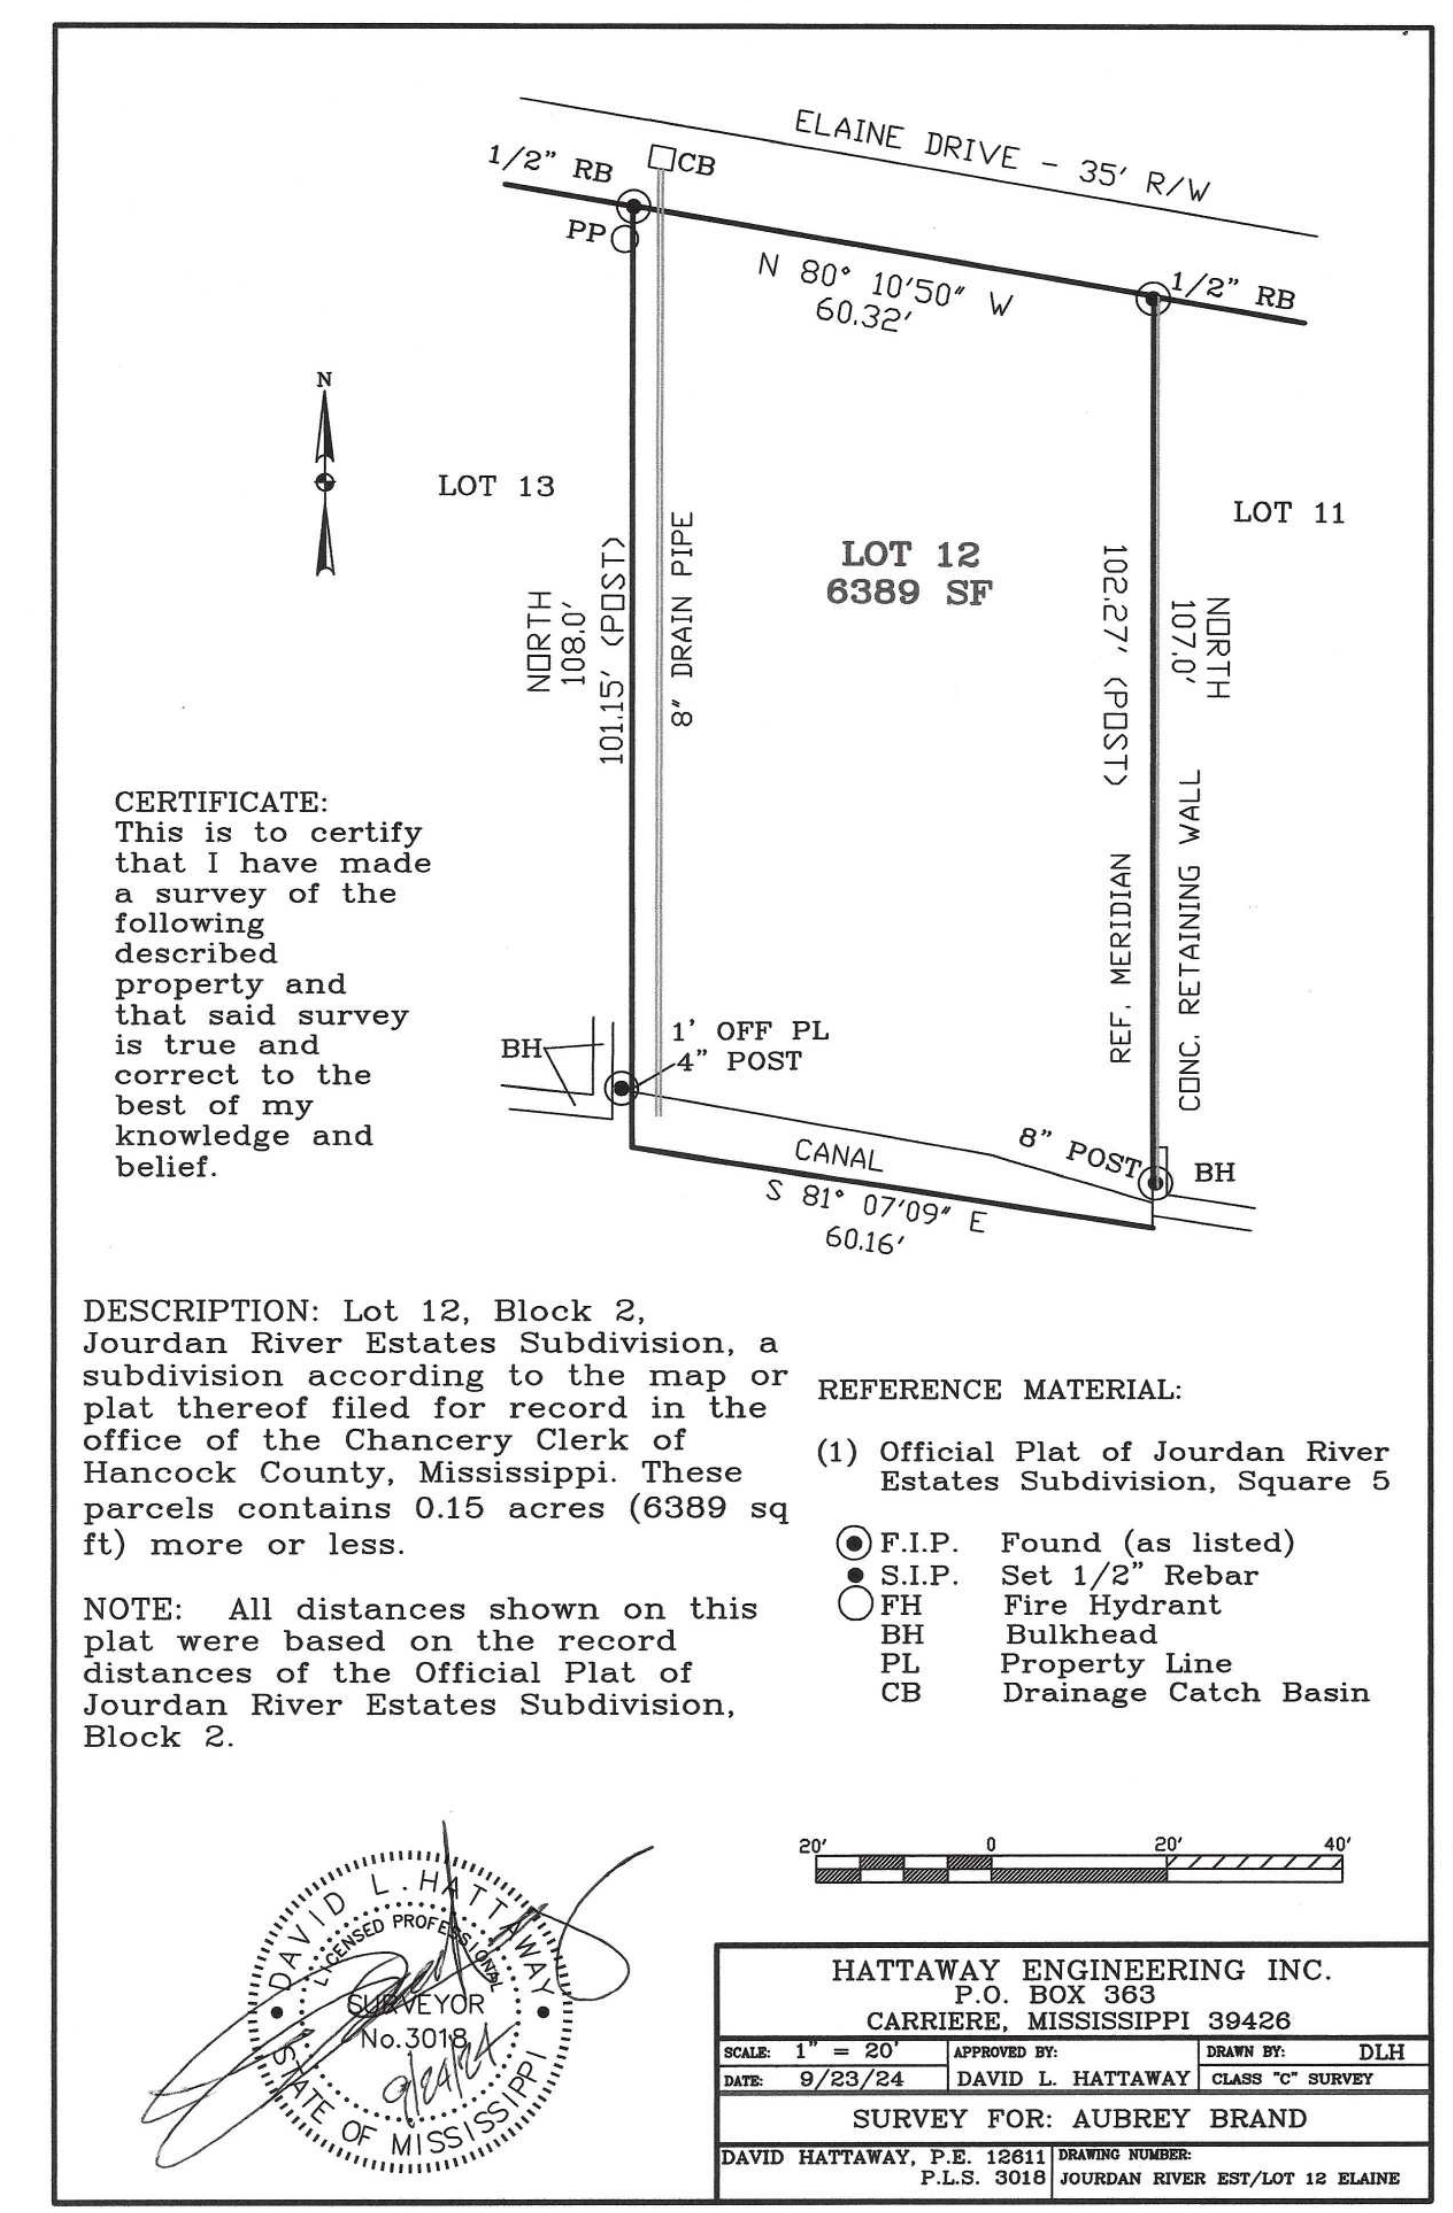 ELAINE DRIVE - 35' R/W
1/2" RB
CB
PP
N 80° 10'50" W
60.32'
1/2" RB
N
LOT 13
LOT 11
LOT 12
6389 SF
NORTH
108.0'
101.15' (POST)
8" DRAIN PIPE
102.27' (POST)
NORTH
107.0'
REF. MERIDIAN
CONC. RETAINING WALL
CERTIFICATE:
This is to certify
that I have made
a survey of the
following
described
property and
that said survey
is true and
correct to the
best of my
knowledge and
belief.
BH
1' OFF PL
4" POST
CANAL
8" POST
BH
S 81° 07'09" E
60.16'
DESCRIPTION: Lot 12, Block 2,
Jourdan River Estates Subdivision, a
subdivision according to the map or
plat thereof filed for record in the
office of the Chancery Clerk of
Hancock County, Mississippi. These
parcels contains 0.15 acres (6389 sq
ft) more or less.
NOTE: All distances shown on this
plat were based on the record
distances of the Official Plat of
Jourdan River Estates Subdivision,
Block 2.
REFERENCE MATERIAL:
(1) Official Plat of Jourdan River
Estates Subdivision, Square 5
F.I.P. Found (as listed)
S.I.P. Set 1/2" Rebar
FH Fire Hydrant
BH Bulkhead
PL Property Line
CB Drainage Catch Basin
20' 0 20' 40'
DAVID L. HATTAWAY
LICENSED PROFESSIONAL
SURVEYOR
No. 3018
9/24/24
STATE OF MISSISSIPPI
HATTAWAY ENGINEERING INC.
P.O. BOX 363
CARRIERE, MISSISSIPPI 39426
SCALE: 1" = 20'
APPROVED BY:
DRAWN BY: DLH
DATE: 9/23/24
DAVID L. HATTAWAY
CLASS "C" SURVEY
SURVEY FOR: AUBREY BRAND
DAVID HATTAWAY, P.E. 12611
P.L.S. 3018
DRAWING NUMBER:
JOURDAN RIVER EST/LOT 12 ELAINE